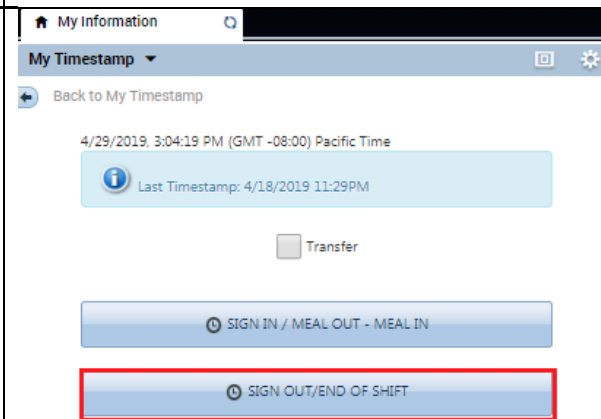 My Information
My Timestamp
Back to My Timestamp
4/29/2019, 3:04:19 PM (GMT -08:00) Pacific Time
Last Timestamp: 4/18/2019 11:29PM
Transfer
SIGN IN / MEAL OUT - MEAL IN
SIGN OUT/END OF SHIFT